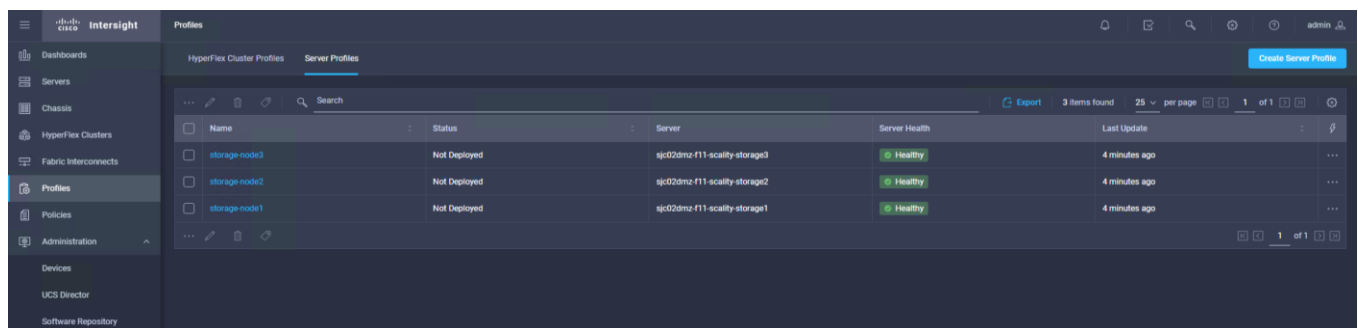 cisco Intersight
Profiles
admin
Dashboards
Servers
Chassis
HyperFlex Clusters
Fabric Interconnects
Profiles
Policies
Administration
Devices
UCS Director
Software Repository
HyperFlex Cluster Profiles Server Profiles
Create Server Profile
... Search Export 3 items found 25 per page 1 of 1
Name Status Server Server Health Last Update
storage-node3 Not Deployed sjc02dmz-f11-scality-storage3 Healthy 4 minutes ago ...
storage-node2 Not Deployed sjc02dmz-f11-scality-storage2 Healthy 4 minutes ago ...
storage-node1 Not Deployed sjc02dmz-f11-scality-storage1 Healthy 4 minutes ago ...
... 1 of 1